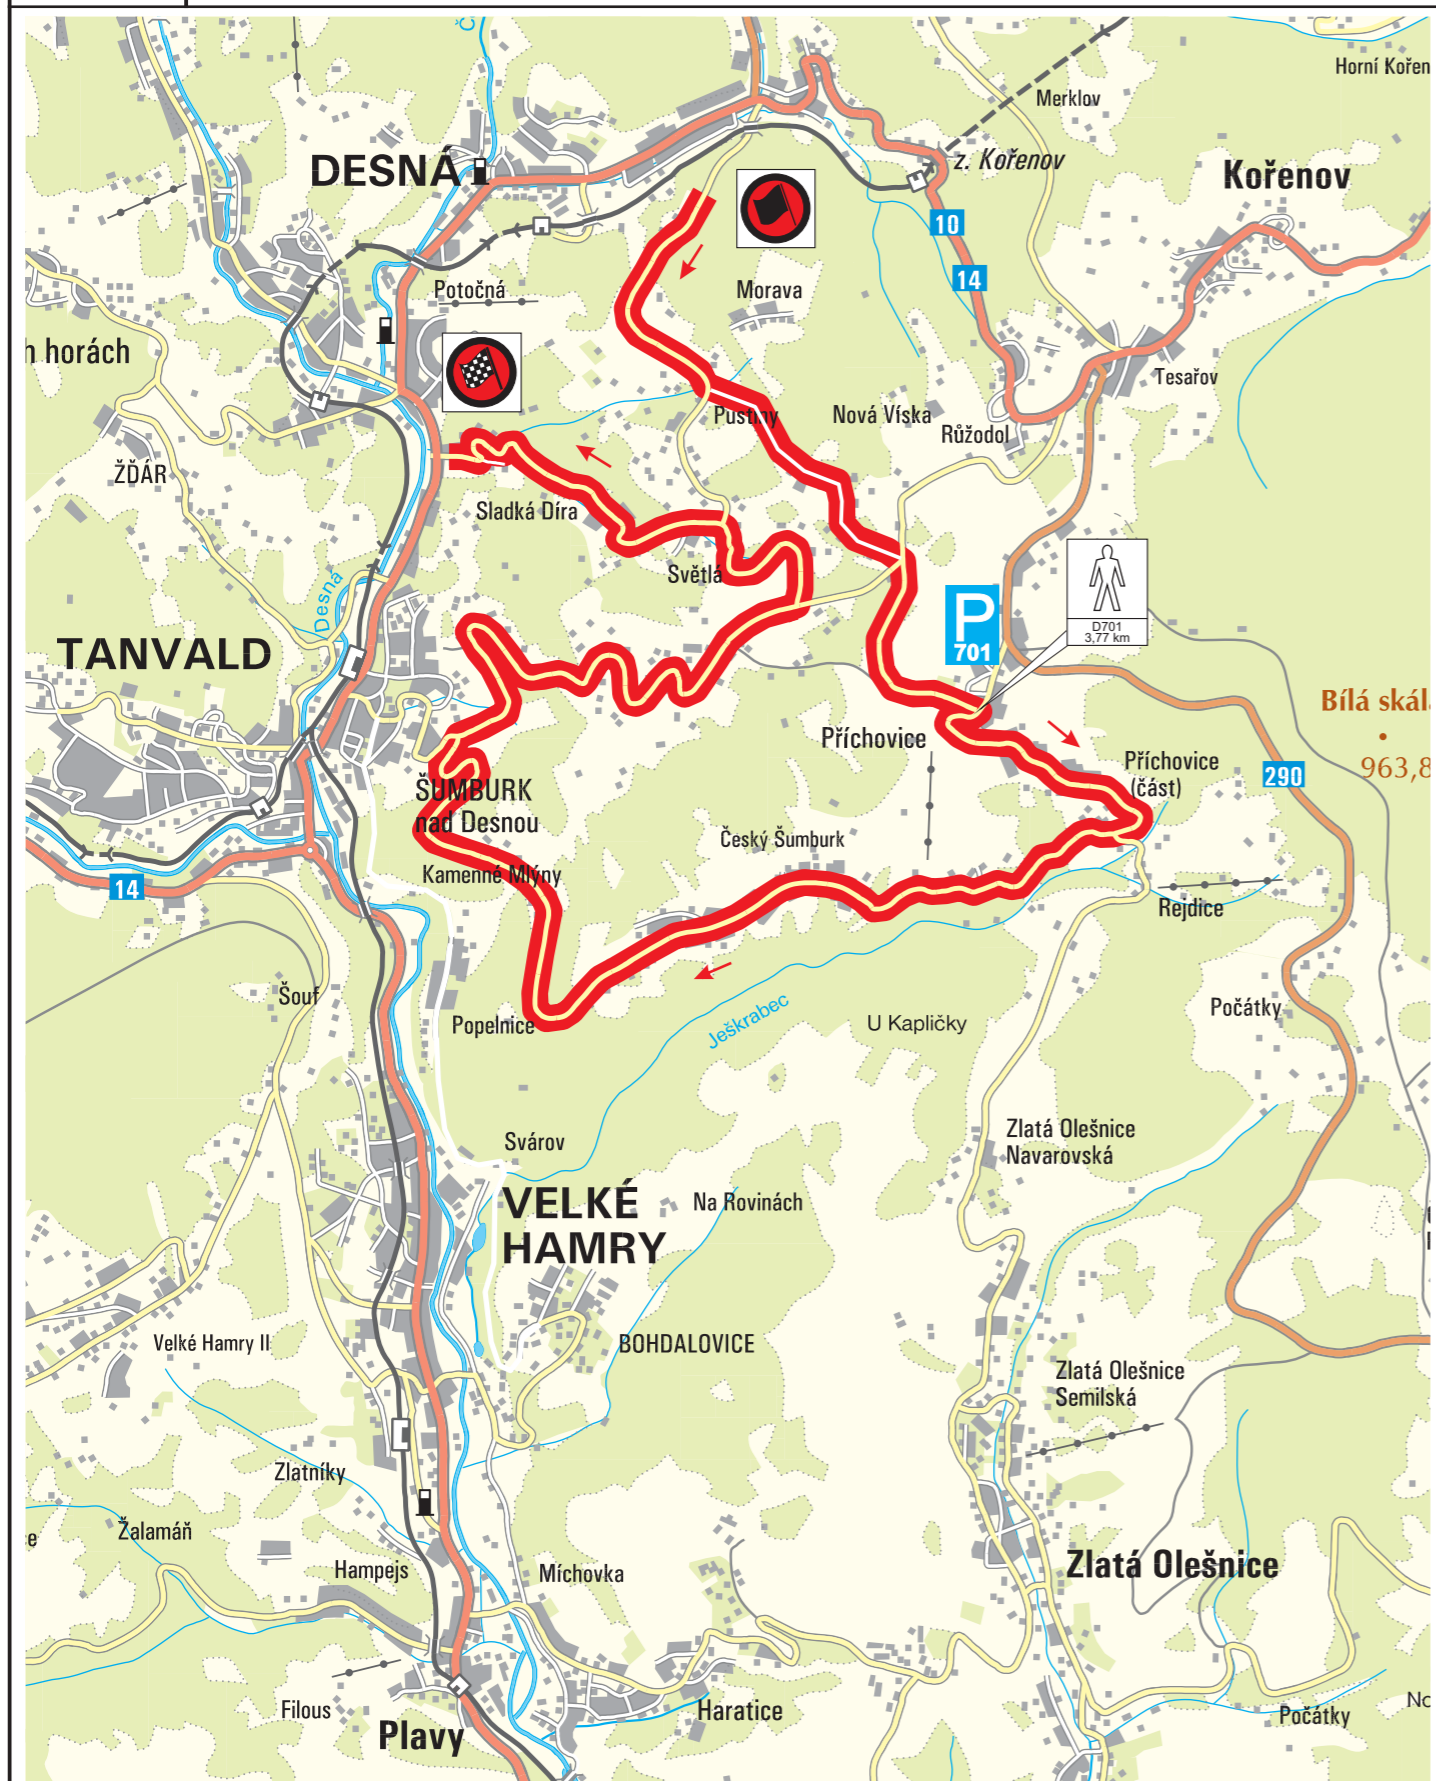 Horní Kořen
Merklov
DESNÁ
z. Kořenov
Kořenov
10
14
Potočná
Morava
h horách
Tesařov
Pustiny
Nová Víska
Růžodol
ŽĎÁR
Sladká Díra
Světlá
Desná
D701
3,77 km
P
701
TANVALD
Bílá skál
963,8
Příchovice
Příchovice
(část)
290
ŠUMBURK
nad Desnou
Český Šumburk
Kamenné Mlýny
14
Rejdice
Šouf
Popelnice
Ješkrabec
U Kapličky
Počátky
Svárov
Zlatá Olešnice
Navarovská
VELKÉ
HAMRY
Na Rovinách
Velké Hamry II
BOHDALOVICE
Zlatá Olešnice
Semilská
Zlatníky
Žalamáň
e
Hampejs
Míchovka
Zlatá Olešnice
Filous
Plavy
Haratice
Počátky
No